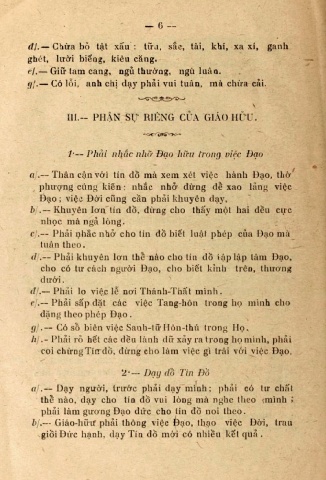 — 6 —
đ/.— Chừa bỏ tật xấu : tửu, sắc, tài, khí, xa xí, ganh
ghét, lười biếng, kiêu căng.
e/.— Giữ tam cang, ngũ thường, ngũ luân.
g/.— Có lỗi, anh chị dạy phải vui tuân, mà chừa cải.
III.— PHẬN SỰ RIÊNG CỦA GIÁO HỮU.
1·— Phải nhắc nhở Đạo hữu trong việc Đạo
a/.— Thân cận với tín đồ mà xem xét việc hành Đạo, thờ
phượng cúng kiên : nhắc nhở đừng để xao lãng việc
Đạo ; việc Đời cũng cần phải khuyên dạy,
b/.— Khuyên lơn tín đồ, đừng cho thấy một hai đều cực
nhọc mà ngã lòng.
c/.— Phải nhắc nhở cho tín đồ biết luật phép của Đạo mà
tuân theo.
d/.— Phải khuyên lơn thế nào cho tín đồ tập lập tâm Đạo,
cho có tư cách người Đạo, cho biết kỉnh trên, thương
dưới.
đ/.— Phải lo việc lễ nơi Thánh-Thất mình.
e/.— Phải sắp đặt các việc Tang-hôn trong họ mình cho
đặng theo phép Đạo.
g/.— Có sổ biên việc Sanh-tử Hôn-thú trong Họ.
h/.— Phải rõ hết các đều lành dữ xảy ra trong họ mình, phải
coi chừng Tín đồ, đừng cho làm việc gì trái với việc Đạo.
2·— Dạy đồ Tín Đồ
a/.— Dạy người, trước phải dạy mình ; phải có tư chất
thế nào, dạy cho tín đồ vui lòng mà nghe theo mình ;
phải làm gương Đạo đức cho tín đồ noi theo.
b/.— Giáo-hữu phải thông việc Đạo, thạo việc Đời, trau
giồi Đức hạnh, dạy Tín đồ mới có nhiều kết quả .